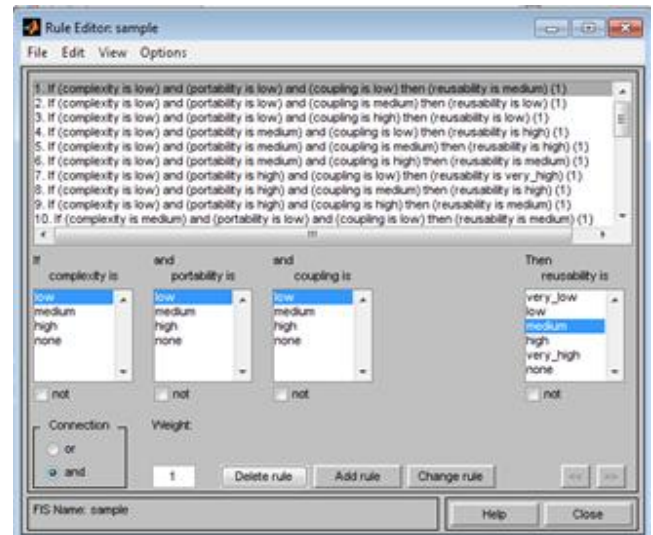 Rule Editor: sample
File Edit View Options
1. If (complexity is low) and (portability is low) and (coupling is low) then (reusability is medium) (1)
2. If (complexity is low) and (portability is low) and (coupling is medium) then (reusability is low) (1)
3. If (complexity is low) and (portability is low) and (coupling is high) then (reusability is low) (1)
4. If (complexity is low) and (portability is medium) and (coupling is low) then (reusability is high) (1)
5. If (complexity is low) and (portability is medium) and (coupling is medium) then (reusability is high) (1)
6. If (complexity is low) and (portability is medium) and (coupling is high) then (reusability is medium) (1)
7. If (complexity is low) and (portability is high) and (coupling is low) then (reusability is very_high) (1)
8. If (complexity is low) and (portability is high) and (coupling is medium) then (reusability is high) (1)
9. If (complexity is low) and (portability is high) and (coupling is high) then (reusability is medium) (1)
10. If (complexity is medium) and (portability is low) and (coupling is low) then (reusability is medium) (1)
If and and Then
complexity is portability is coupling is reusability is
low low low very_low
medium medium medium low
high high high medium
none none none high
very_high
none
not not not not
Connection Weight:
or
and 1 Delete rule Add rule Change rule << >>
FIS Name: sample Help Close